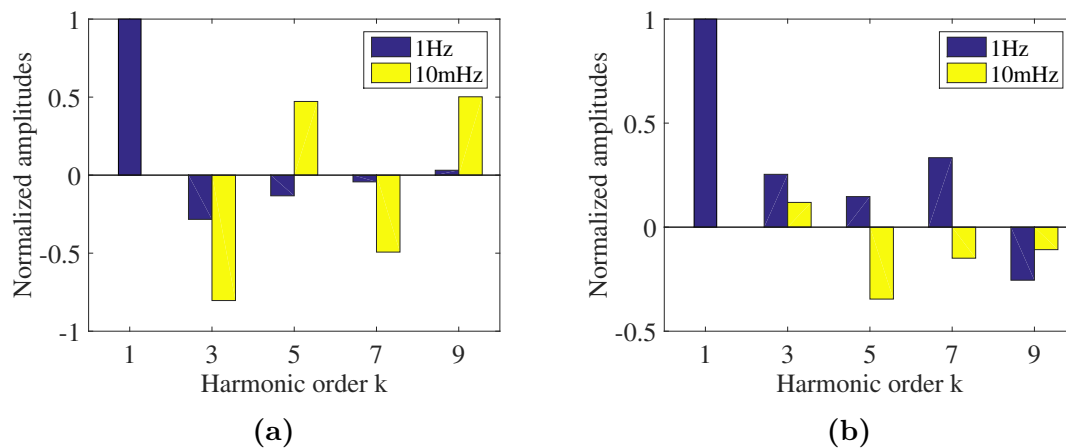 1
0.5
0
-0.5
-1
Normalized amplitudes
1Hz
10mHz
1 3 5 7 9
Harmonic order k
(a)
1
0.5
0
-0.5
Normalized amplitudes
1Hz
10mHz
1 3 5 7 9
Harmonic order k
(b)